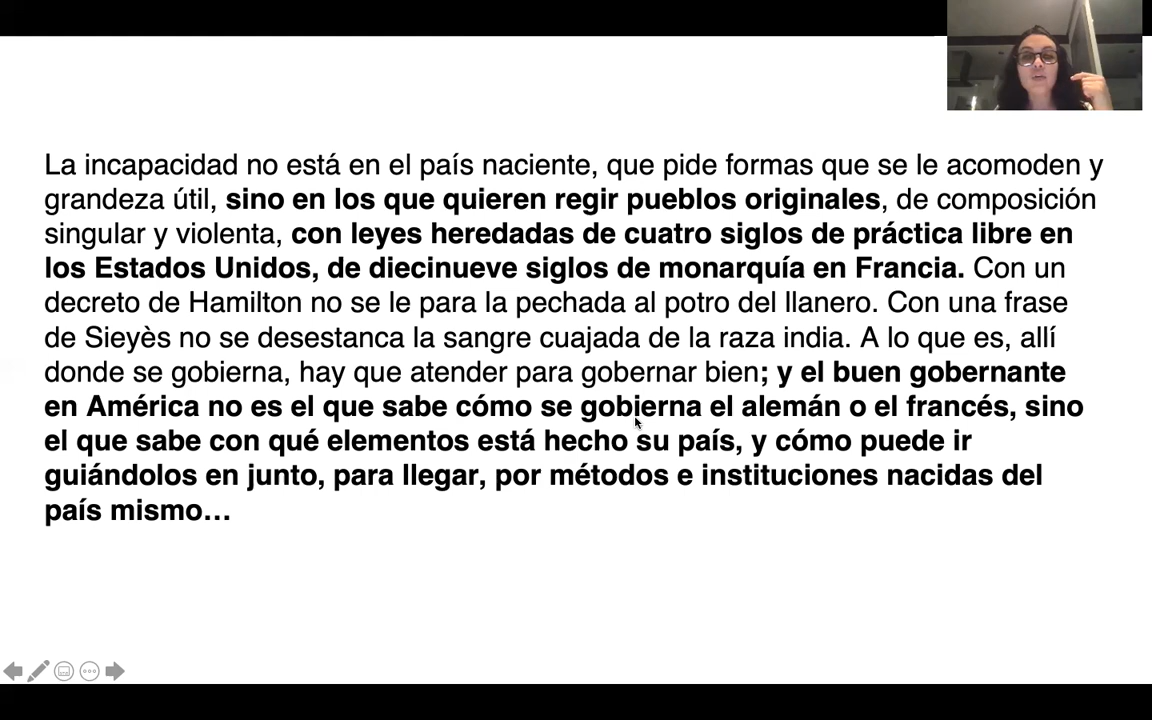 La incapacidad no está en el país naciente, que pide formas que se le acomoden y
grandeza útil, sino en los que quieren regir pueblos originales, de composición
singular y violenta, con leyes heredadas de cuatro siglos de práctica libre en
los Estados Unidos, de diecinueve siglos de monarquía en Francia. Con un
decreto de Hamilton no se le para la pechada al potro del llanero. Con una frase
de Sieyès no se desestanca la sangre cuajada de la raza india. A lo que es, allí
donde se gobierna, hay que atender para gobernar bien; y el buen gobernante
en América no es el que sabe cómo se gobierna el alemán o el francés, sino
el que sabe con qué elementos está hecho su país, y cómo puede ir
guiándolos en junto, para llegar, por métodos e instituciones nacidas del
país mismo…